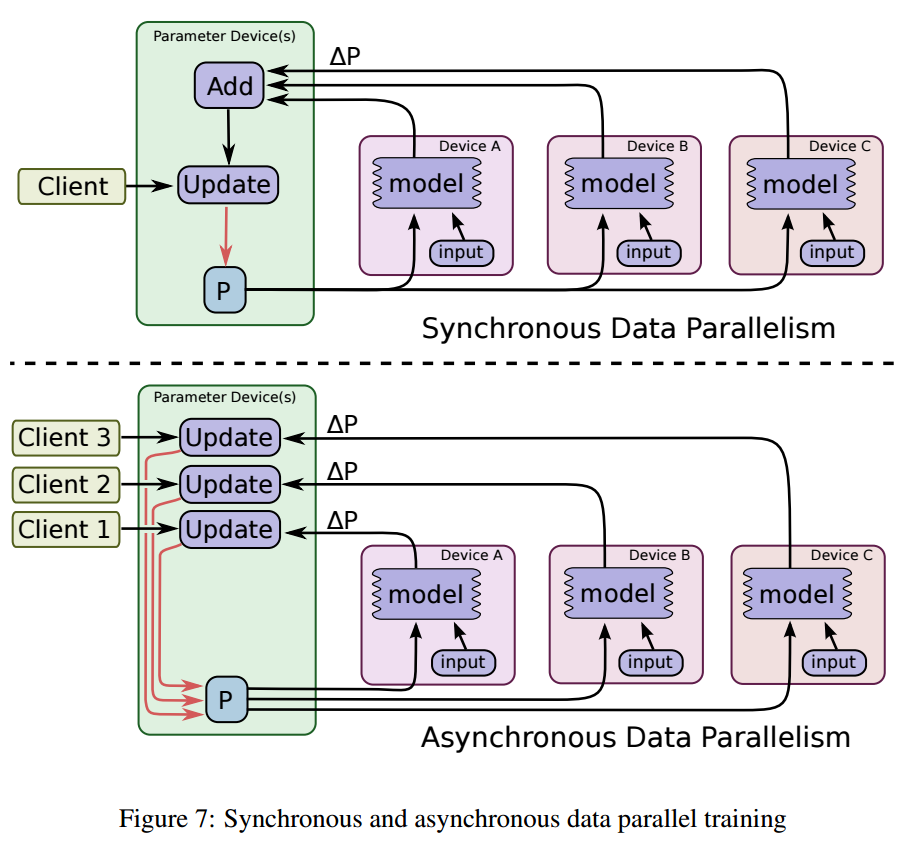 Parameter Device(s)
ΔP
Add
Client
Update
P
Device A
model
input
Device B
model
input
Device C
model
input
Synchronous Data Parallelism
Parameter Device(s)
Client 3
Update
ΔP
Client 2
Update
ΔP
Client 1
Update
ΔP
P
Device A
model
input
Device B
model
input
Device C
model
input
Asynchronous Data Parallelism
Figure 7: Synchronous and asynchronous data parallel training